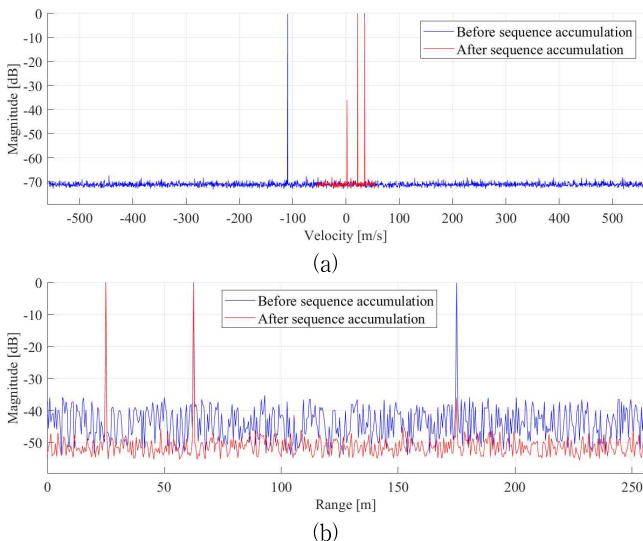 0
-10
-20
-30
-40
-50
-60
-70
Magnitude [dB]
Before sequence accumulation
After sequence accumulation
-500 -400 -300 -200 -100 0 100 200 300 400 500
Velocity [m/s]
(a)
0
-10
-20
-30
-40
-50
Magnitude [dB]
Before sequence accumulation
After sequence accumulation
0 50 100 150 200 250
Range [m]
(b)